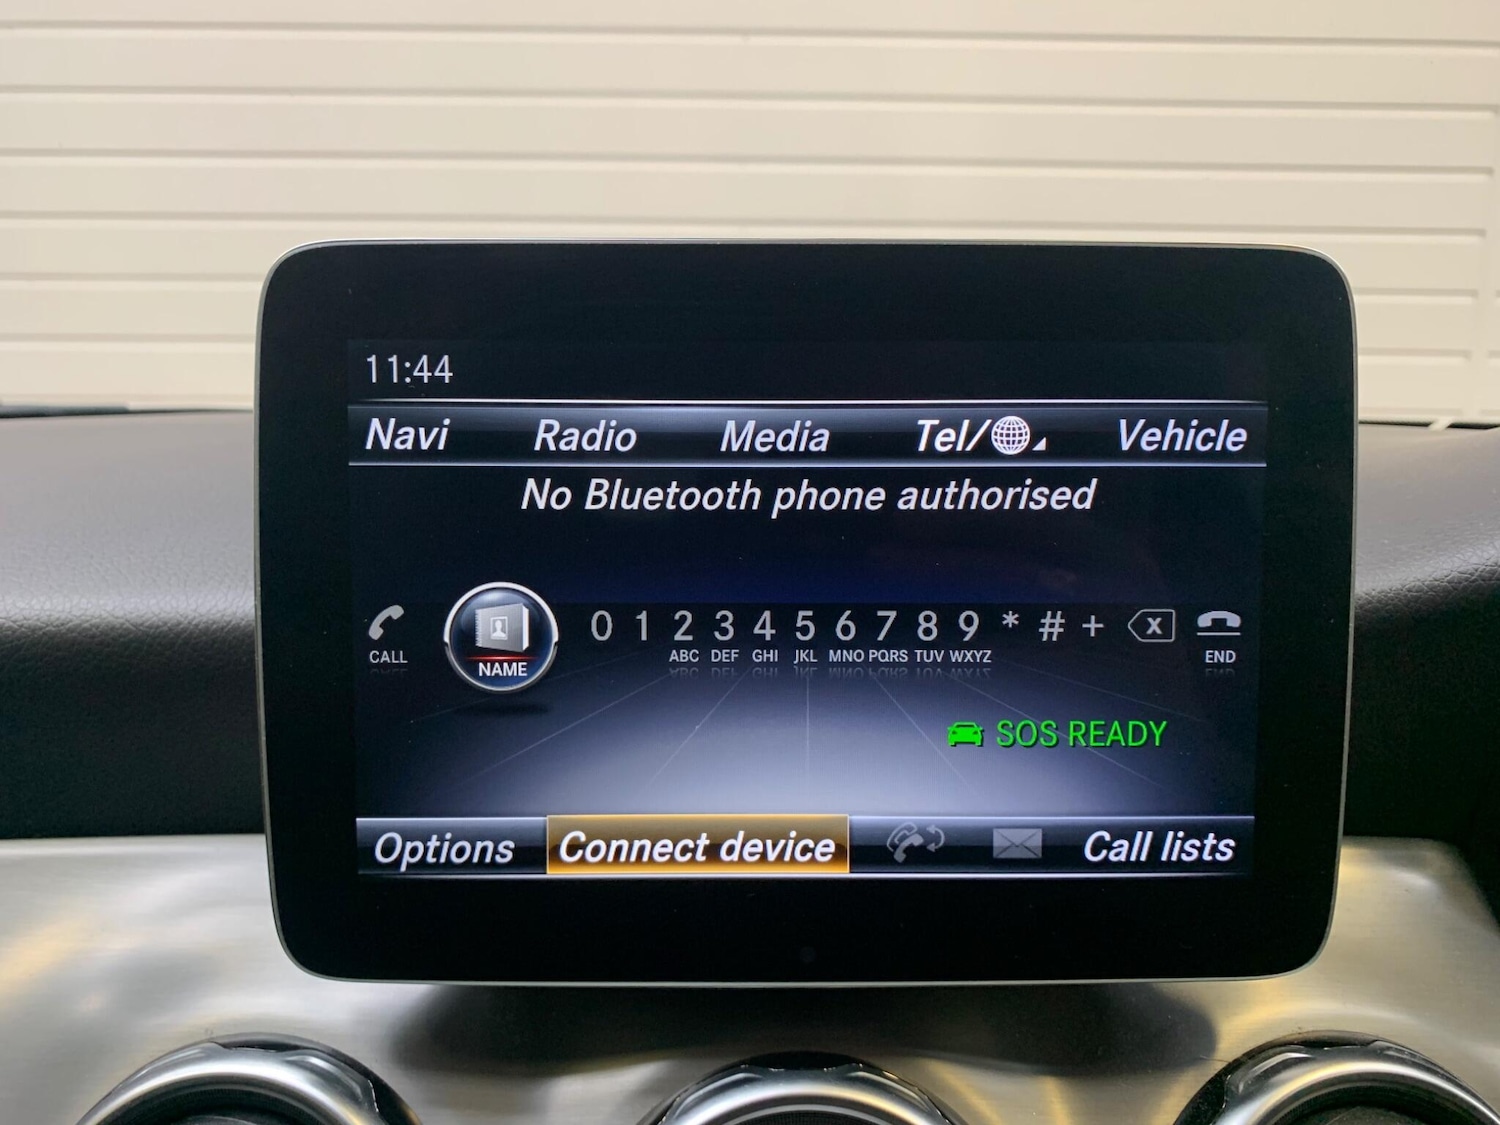 11:44
Navi Radio Media Tel/ Vehicle
No Bluetooth phone authorised
0 1 2 3 4 5 6 7 8 9 * # + X
CALL NAME ABC DEF GHI JKL MNO PQRS TUV WXYZ END
SOS READY
Options Connect device Call lists